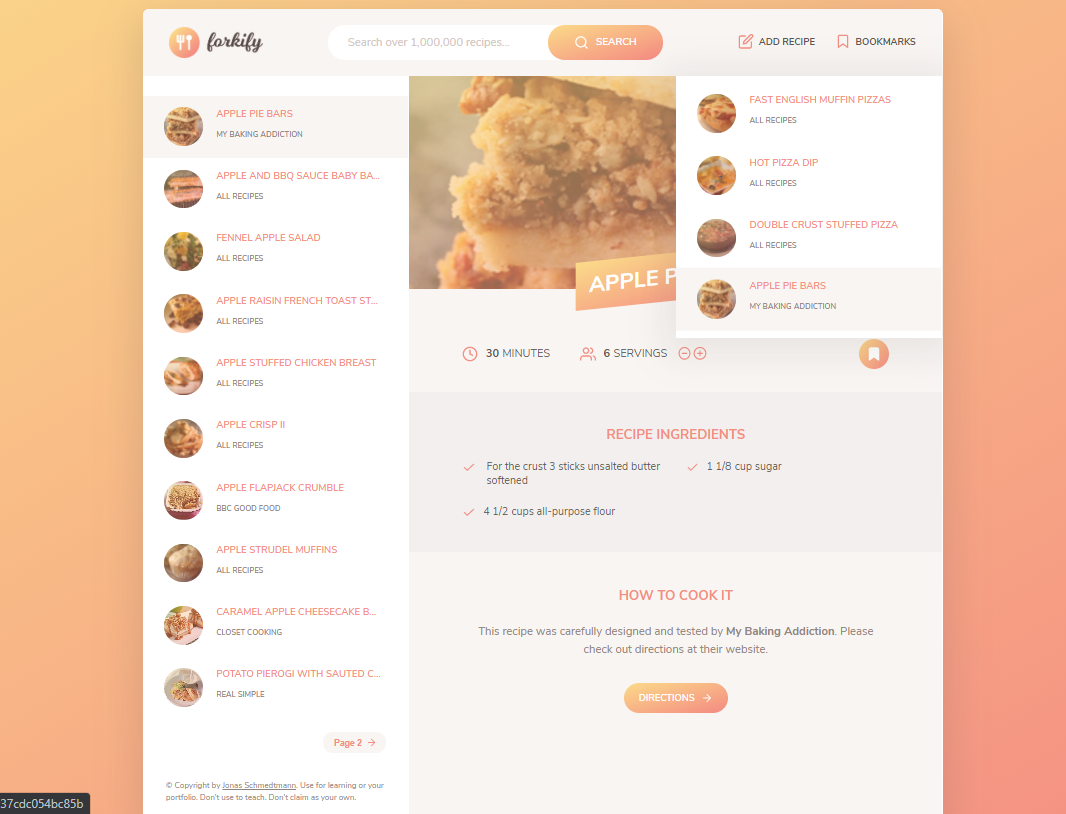 forkify
Search over 1,000,000 recipes...
SEARCH
ADD RECIPE
BOOKMARKS
APPLE PIE BARS
MY BAKING ADDICTION
APPLE AND BBQ SAUCE BABY BA...
ALL RECIPES
FENNEL APPLE SALAD
ALL RECIPES
APPLE RAISIN FRENCH TOAST ST...
ALL RECIPES
APPLE STUFFED CHICKEN BREAST
ALL RECIPES
APPLE CRISP II
ALL RECIPES
APPLE FLAPJACK CRUMBLE
BBC GOOD FOOD
APPLE STRUDEL MUFFINS
ALL RECIPES
CARAMEL APPLE CHEESECAKE B...
CLOSET COOKING
POTATO PIEROGI WITH SAUTED C...
REAL SIMPLE
Page 2
© Copyright by Jonas Schmedtmann. Use for learning or your
portfolio. Don't use to teach. Don't claim as your own.
FAST ENGLISH MUFFIN PIZZAS
ALL RECIPES
HOT PIZZA DIP
ALL RECIPES
DOUBLE CRUST STUFFED PIZZA
ALL RECIPES
APPLE PIE BARS
MY BAKING ADDICTION
APPLE P
30 MINUTES
6 SERVINGS
RECIPE INGREDIENTS
For the crust 3 sticks unsalted butter
softened
1 1/8 cup sugar
4 1/2 cups all-purpose flour
HOW TO COOK IT
This recipe was carefully designed and tested by My Baking Addiction. Please
check out directions at their website.
DIRECTIONS
37cdc054bc85b